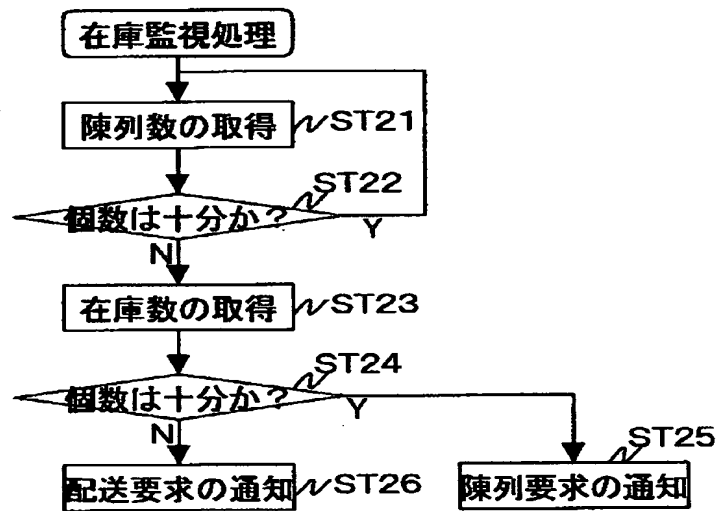 在庫監視処理
陳列数の取得 ST21
ST22
個数は十分か?
Y
N
在庫数の取得 ST23
ST24
個数は十分か?
Y
N
ST25
配送要求の通知 ST26
陳列要求の通知